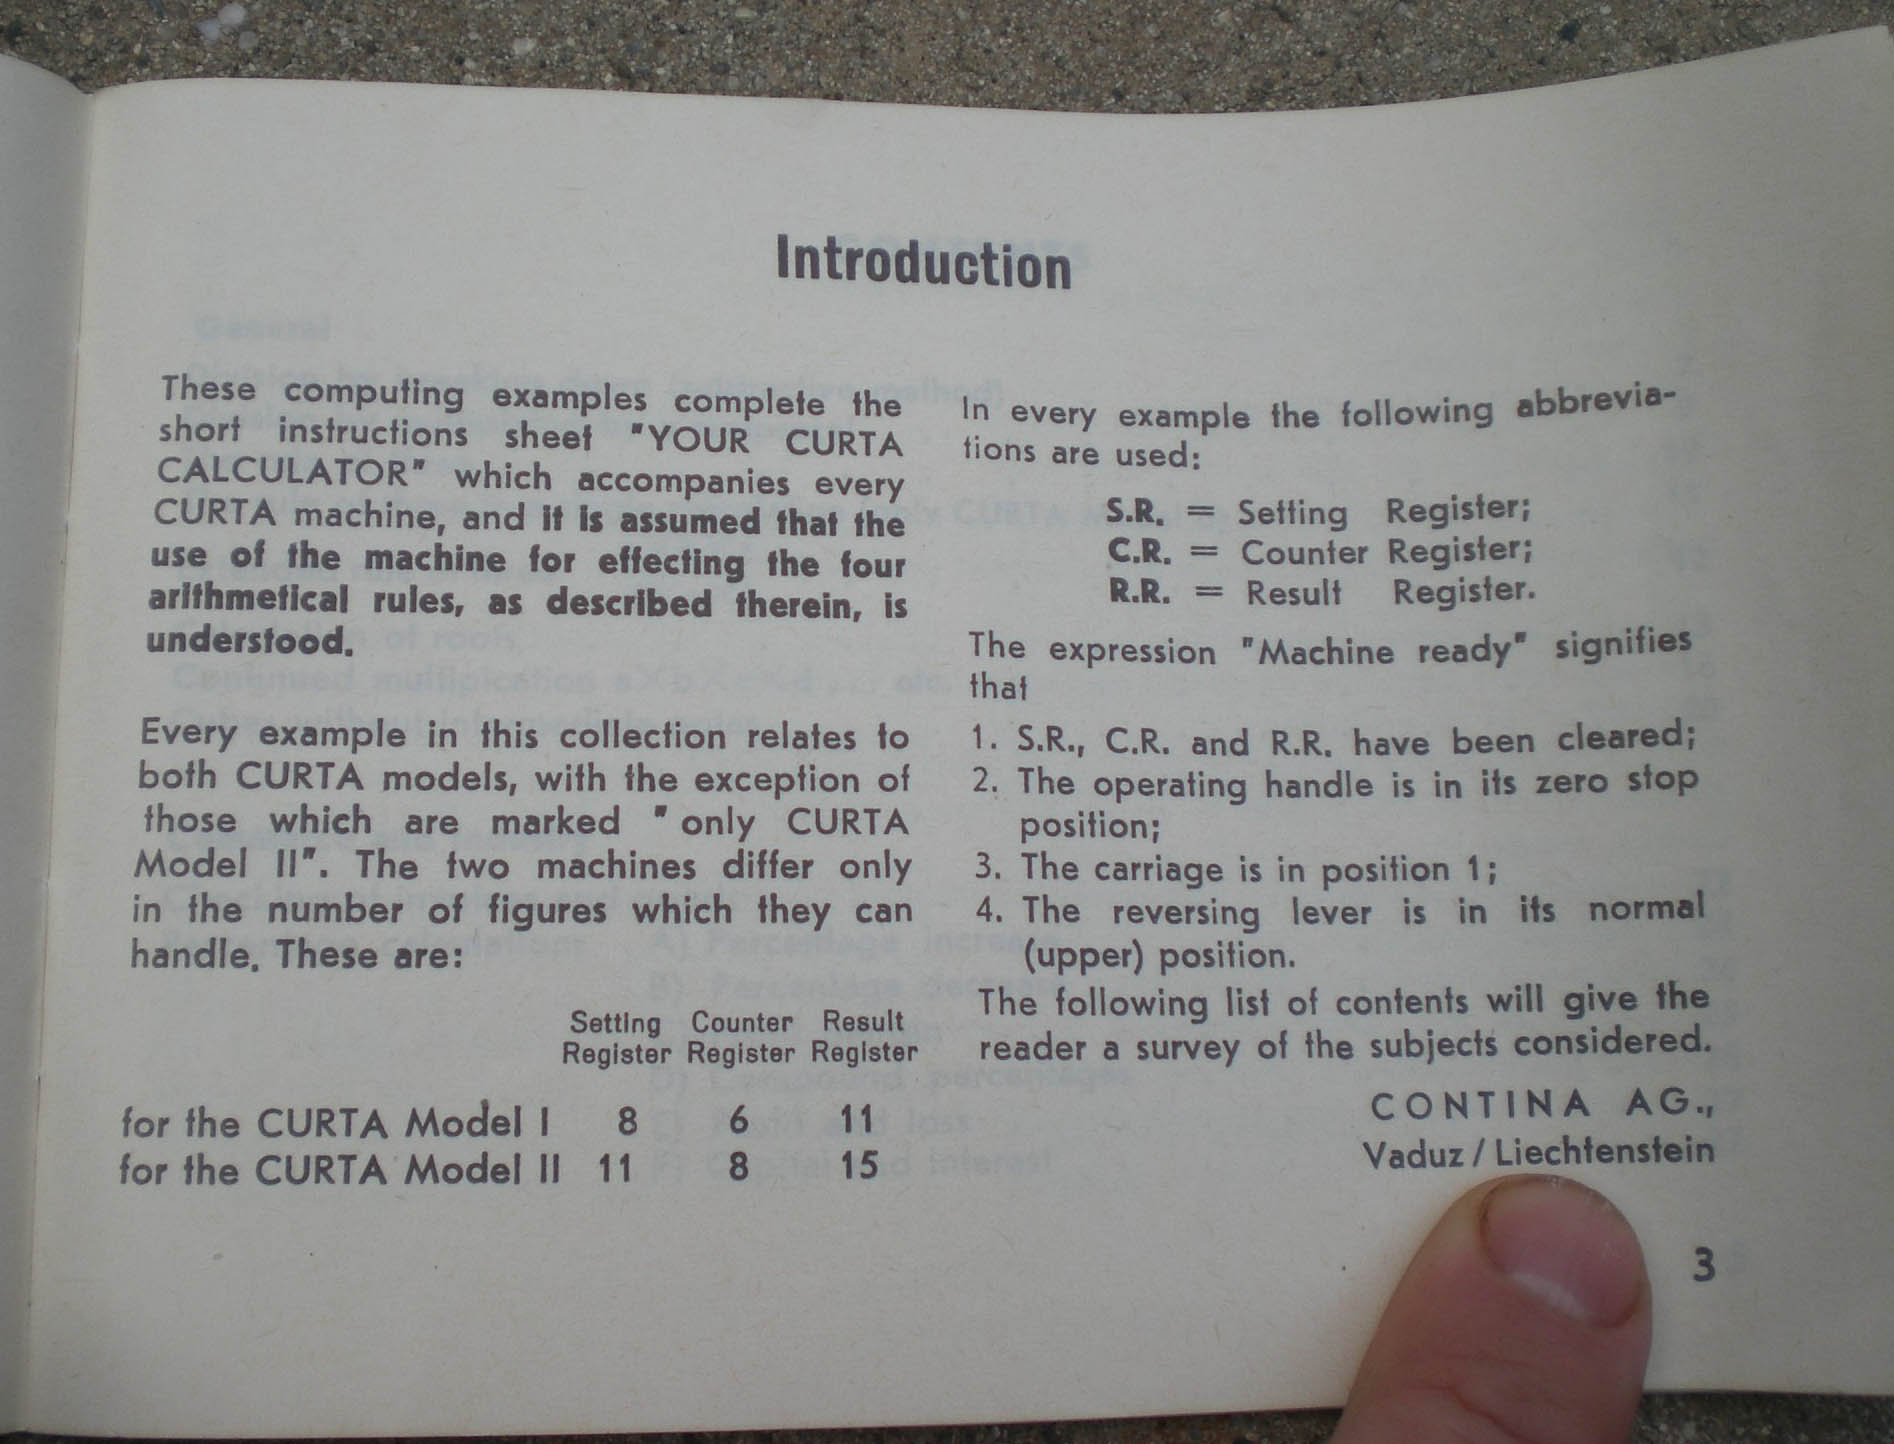 Introduction
These computing examples complete the
short instructions sheet "YOUR CURTA
CALCULATOR" which accompanies every
CURTA machine, and it is assumed that the
use of the machine for effecting the four
arithmetical rules, as described therein, is
understood.
Every example in this collection relates to
both CURTA models, with the exception of
those which are marked " only CURTA
Model II". The two machines differ only
in the number of figures which they can
handle. These are:
Setting Counter Result
Register Register Register
for the CURTA Model I 8 6 11
for the CURTA Model II 11 8 15
In every example the following abbrevia-
tions are used:
S.R. = Setting Register;
C.R. = Counter Register;
R.R. = Result Register.
The expression "Machine ready" signifies
that
1. S.R., C.R. and R.R. have been cleared;
2. The operating handle is in its zero stop
position;
3. The carriage is in position 1;
4. The reversing lever is in its normal
(upper) position.
The following list of contents will give the
reader a survey of the subjects considered.
CONTINA AG.,
Vaduz / Liechtenstein
3